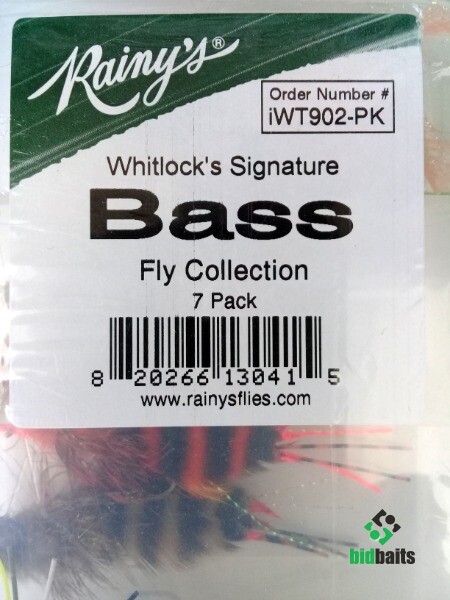 Rainy's®
Order Number #
iWT902-PK
Whitlock's Signature
Bass
Fly Collection
7 Pack
8 20266 13041 5
www.rainysflies.com
bidbaits